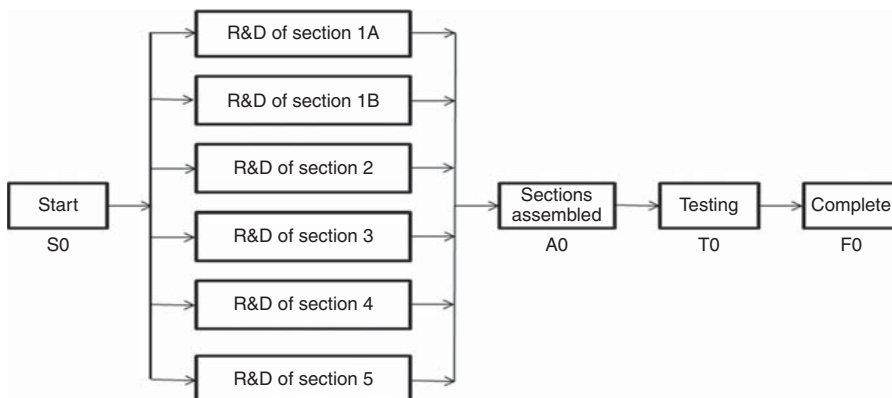 R&D of section 1A
R&D of section 1B
R&D of section 2
R&D of section 3
R&D of section 4
R&D of section 5
Start
S0
Sections
assembled
A0
Testing
T0
Complete
F0